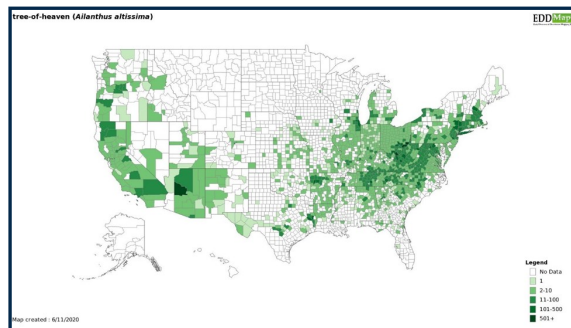 tree-of-heaven (Ailanthus altissima)
EDDMapS
Legend
No Data
1
2-10
11-100
101-500
501+
Map created : 6/11/2020